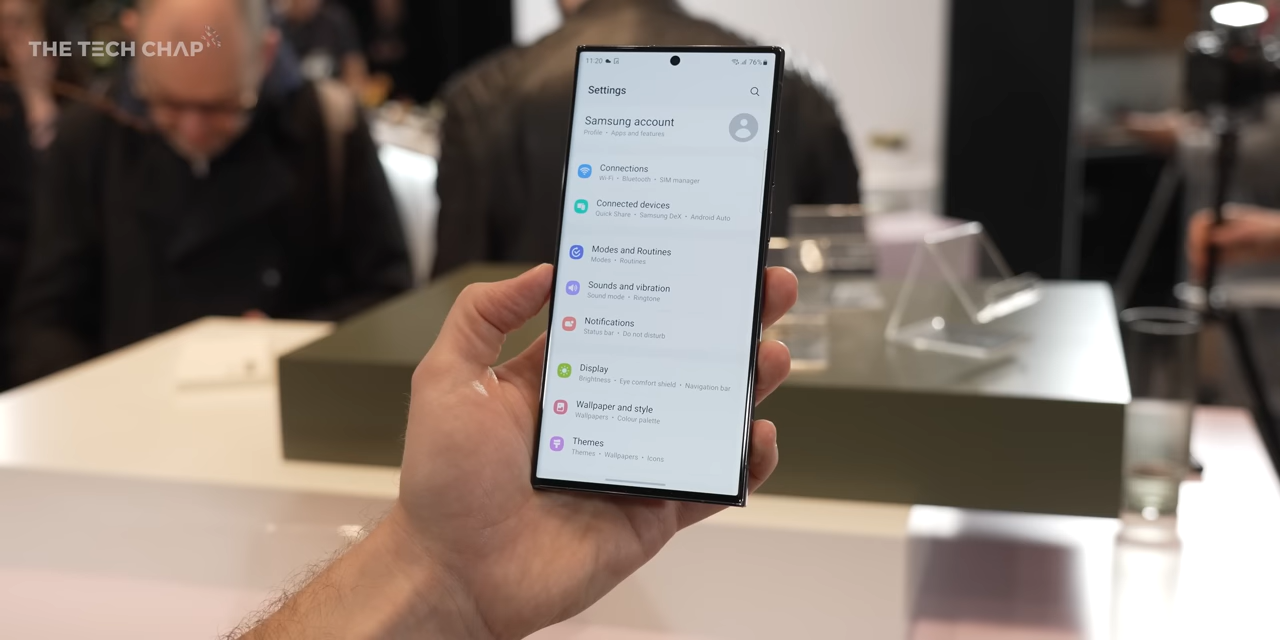 THE TECH CHAP
11:20
76%
Settings
Samsung account
Profile • Apps and features
Connections
Wi-Fi • Bluetooth • SIM manager
Connected devices
Quick Share • Samsung DeX • Android Auto
Modes and Routines
Modes • Routines
Sounds and vibration
Sound mode • Ringtone
Notifications
Status bar • Do not disturb
Display
Brightness • Eye comfort shield • Navigation bar
Wallpaper and style
Wallpapers • Colour palette
Themes
Themes • Wallpapers • Icons